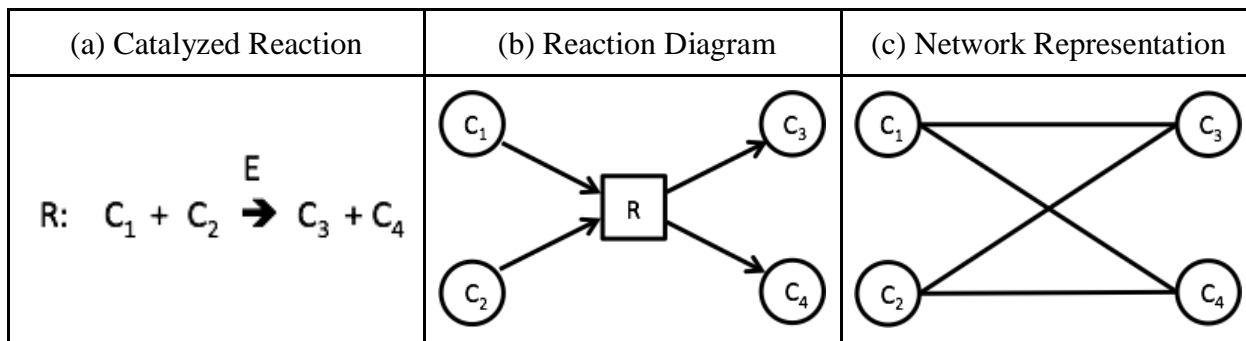 (a) Catalyzed Reaction
(b) Reaction Diagram
(c) Network Representation
E
R: C₁ + C₂ → C₃ + C₄
C₁
C₃
R
C₂
C₄
C₁
C₃
C₂
C₄